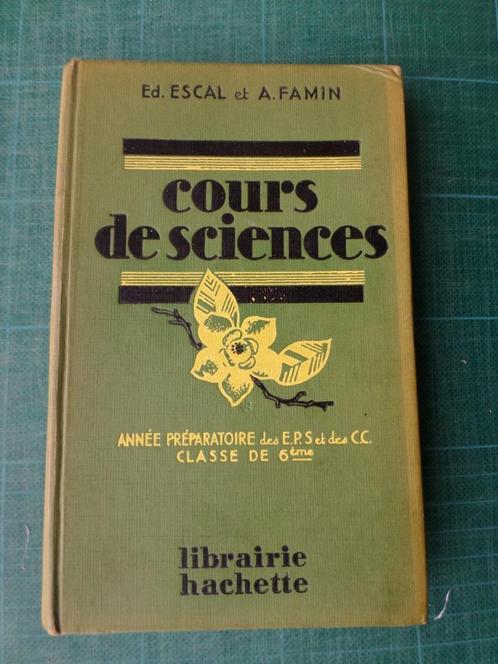 Ed. ESCAL et A. FAMIN
cours
de sciences
ANNÉE PRÉPARATOIRE des E.P.S et des C.C.
CLASSE DE 6ème
librairie
hachette